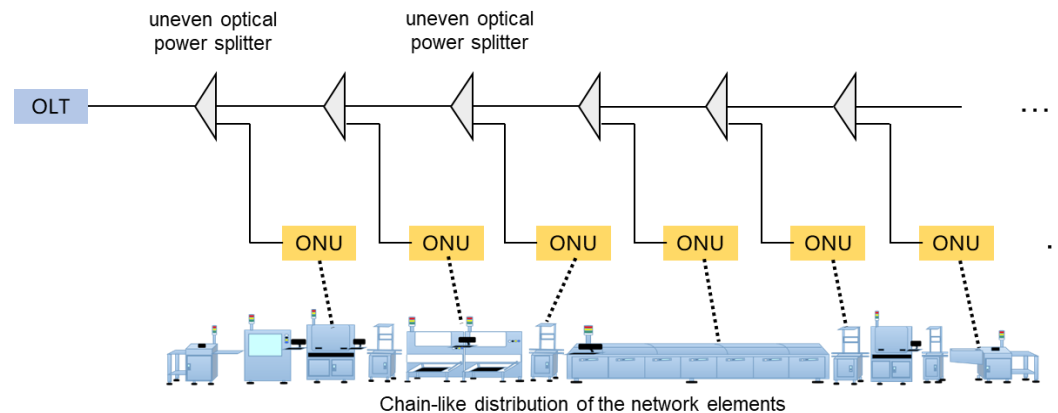 uneven optical
power splitter
uneven optical
power splitter
OLT
...
ONU
ONU
ONU
ONU
ONU
ONU
.
Chain-like distribution of the network elements